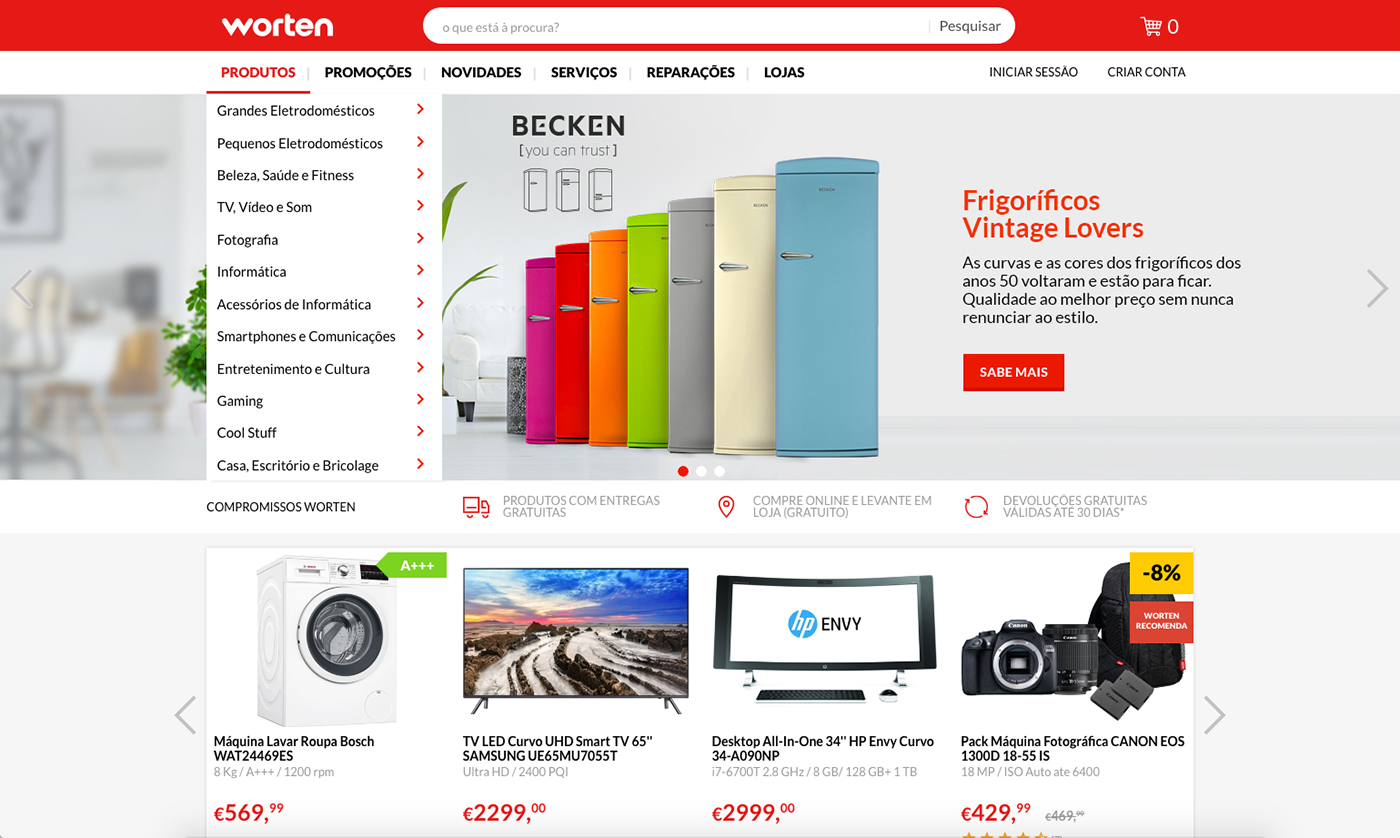 worten
o que está à procura?
Pesquisar
0
PRODUTOS
PROMOÇÕES
NOVIDADES
SERVIÇOS
REPARAÇÕES
LOJAS
INICIAR SESSÃO
CRIAR CONTA
Grandes Eletrodomésticos
Pequenos Eletrodomésticos
Beleza, Saúde e Fitness
TV, Vídeo e Som
Fotografia
Informática
Acessórios de Informática
Smartphones e Comunicações
Entretenimento e Cultura
Gaming
Cool Stuff
Casa, Escritório e Bricolage
BECKEN
[you can trust]
BECKEN
BECKEN
Frigoríficos
Vintage Lovers
As curvas e as cores dos frigoríficos dos
anos 50 voltaram e estão para ficar.
Qualidade ao melhor preço sem nunca
renunciar ao estilo.
SABE MAIS
COMPROMISSOS WORTEN
PRODUTOS COM ENTREGAS
GRATUITAS
COMPRE ONLINE E LEVANTE EM
LOJA (GRATUITO)
DEVOLUÇÕES GRATUITAS
VÁLIDAS ATÉ 30 DIAS*
A+++
Máquina Lavar Roupa Bosch
WAT24469ES
8 Kg / A+++ / 1200 rpm
€569,99
TV LED Curvo UHD Smart TV 65''
SAMSUNG UE65MU7055T
Ultra HD / 2400 PQI
€2299,00
hp ENVY
Desktop All-In-One 34'' HP Envy Curvo
34-A090NP
i7-6700T 2.8 GHz / 8 GB/ 128 GB+ 1 TB
€2999,00
-8%
WORTEN
RECOMENDA
Canon
Canon
Canon
Pack Máquina Fotográfica CANON EOS
1300D 18-55 IS
18 MP / ISO Auto ate 6400
€429,99 €469,99